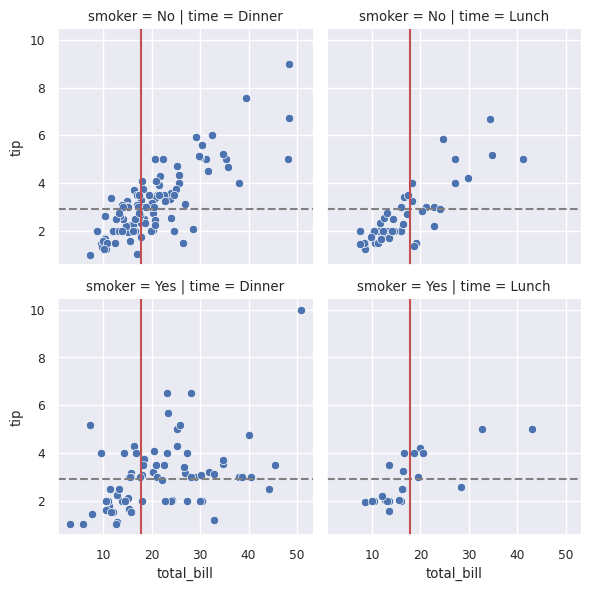 smoker = No | time = Dinner
smoker = No | time = Lunch
10
8
6
4
2
tip
smoker = Yes | time = Dinner
smoker = Yes | time = Lunch
10
8
6
4
2
tip
10 20 30 40 50
10 20 30 40 50
total_bill
total_bill